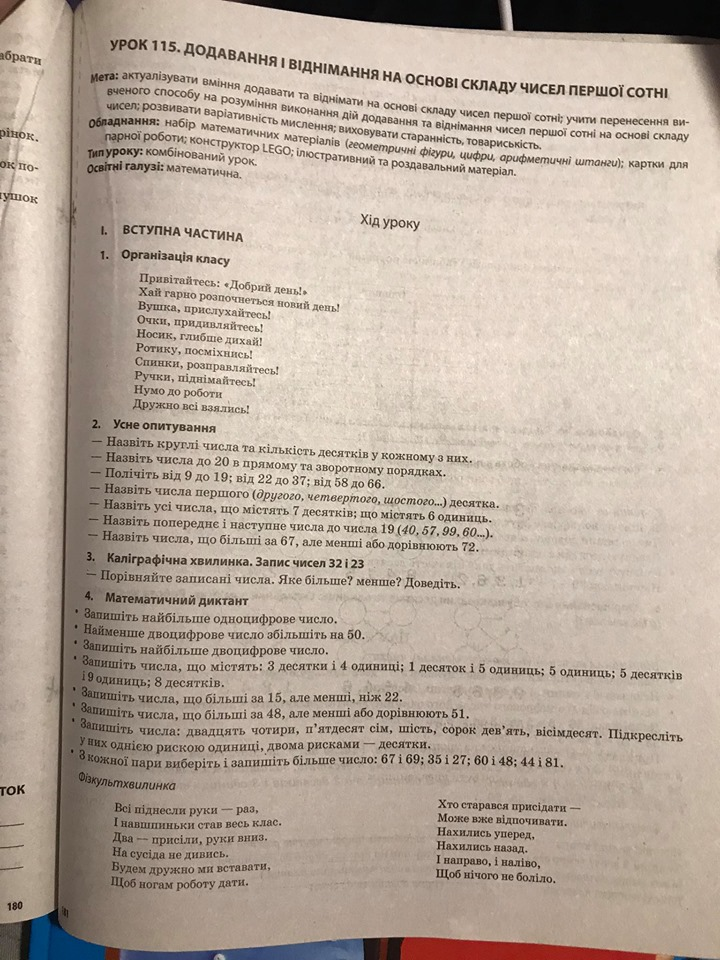 абрати
рінок.
ок по-
ушок
ТОК
180
УРОК 115. ДОДАВАННЯ І ВІДНІМАННЯ НА ОСНОВІ СКЛАДУ ЧИСЕЛ ПЕРШОЇ СОТНІ
Мета: актуалізувати вміння додавати та віднімати на основі складу чисел першої сотні; учити перенесення ви-
вченого способу на розуміння виконання дій додавання та віднімання чисел першої сотні на основі складу
чисел; розвивати варіативність мислення; виховувати старанність, товариськість.
Обладнання: набір математичних матеріалів (геометричні фігури, цифри, арифметичні штанги); картки для
парної роботи; конструктор LEGO; ілюстративний та роздавальний матеріал.
Тип уроку: комбінований урок.
Освітні галузі: математична.
Хід уроку
І. ВСТУПНА ЧАСТИНА
1. Організація класу
Привітайтесь: «Добрий день!»
Хай гарно розпочнеться новий день!
Вушка, прислухайтесь!
Очки, придивляйтесь!
Носик, глибше дихай!
Ротику, посміхнись!
Спинки, розправляйтесь!
Ручки, піднімайтесь!
Нумо до роботи
Дружно всі взялись!
2. Усне опитування
— Назвіть круглі числа та кількість десятків у кожному з них.
— Назвіть числа до 20 в прямому та зворотному порядках.
— Полічіть від 9 до 19; від 22 до 37; від 58 до 66.
— Назвіть числа першого (другого, четвертого, шостого...) десятка.
— Назвіть усі числа, що містять 7 десятків; що містять 6 одиниць.
— Назвіть попереднє і наступне числа до числа 19 (40, 57, 99, 60...).
— Назвіть числа, що більші за 67, але менші або дорівнюють 72.
3. Каліграфічна хвилинка. Запис чисел 32 і 23
— Порівняйте записані числа. Яке більше? менше? Доведіть.
4. Математичний диктант
• Запишіть найбільше одноцифрове число.
• Найменше двоцифрове число збільшіть на 50.
• Запишіть найбільше двоцифрове число.
• Запишіть числа, що містять: 3 десятки і 4 одиниці; 1 десяток і 5 одиниць; 5 одиниць; 5 десятків
і 9 одиниць; 8 десятків.
• Запишіть числа, що більші за 15, але менші, ніж 22.
• Запишіть числа, що більші за 48, але менші або дорівнюють 51.
• Запишіть числа: двадцять чотири, п’ятдесят сім, шість, сорок дев’ять, вісімдесят. Підкресліть
у них однією рискою одиниці, двома рисками — десятки.
• З кожної пари виберіть і запишіть більше число: 67 і 69; 35 і 27; 60 і 48; 44 і 81.
Фізкультхвилинка
Всі піднесли руки — раз,
І навшпиньки став весь клас.
Два — присіли, руки вниз.
На сусіда не дивись.
Будем дружно ми вставати,
Щоб ногам роботу дати.
Хто старався присідати —
Може вже відпочивати.
Нахились уперед,
Нахились назад.
І направо, і наліво,
Щоб нічого не боліло.